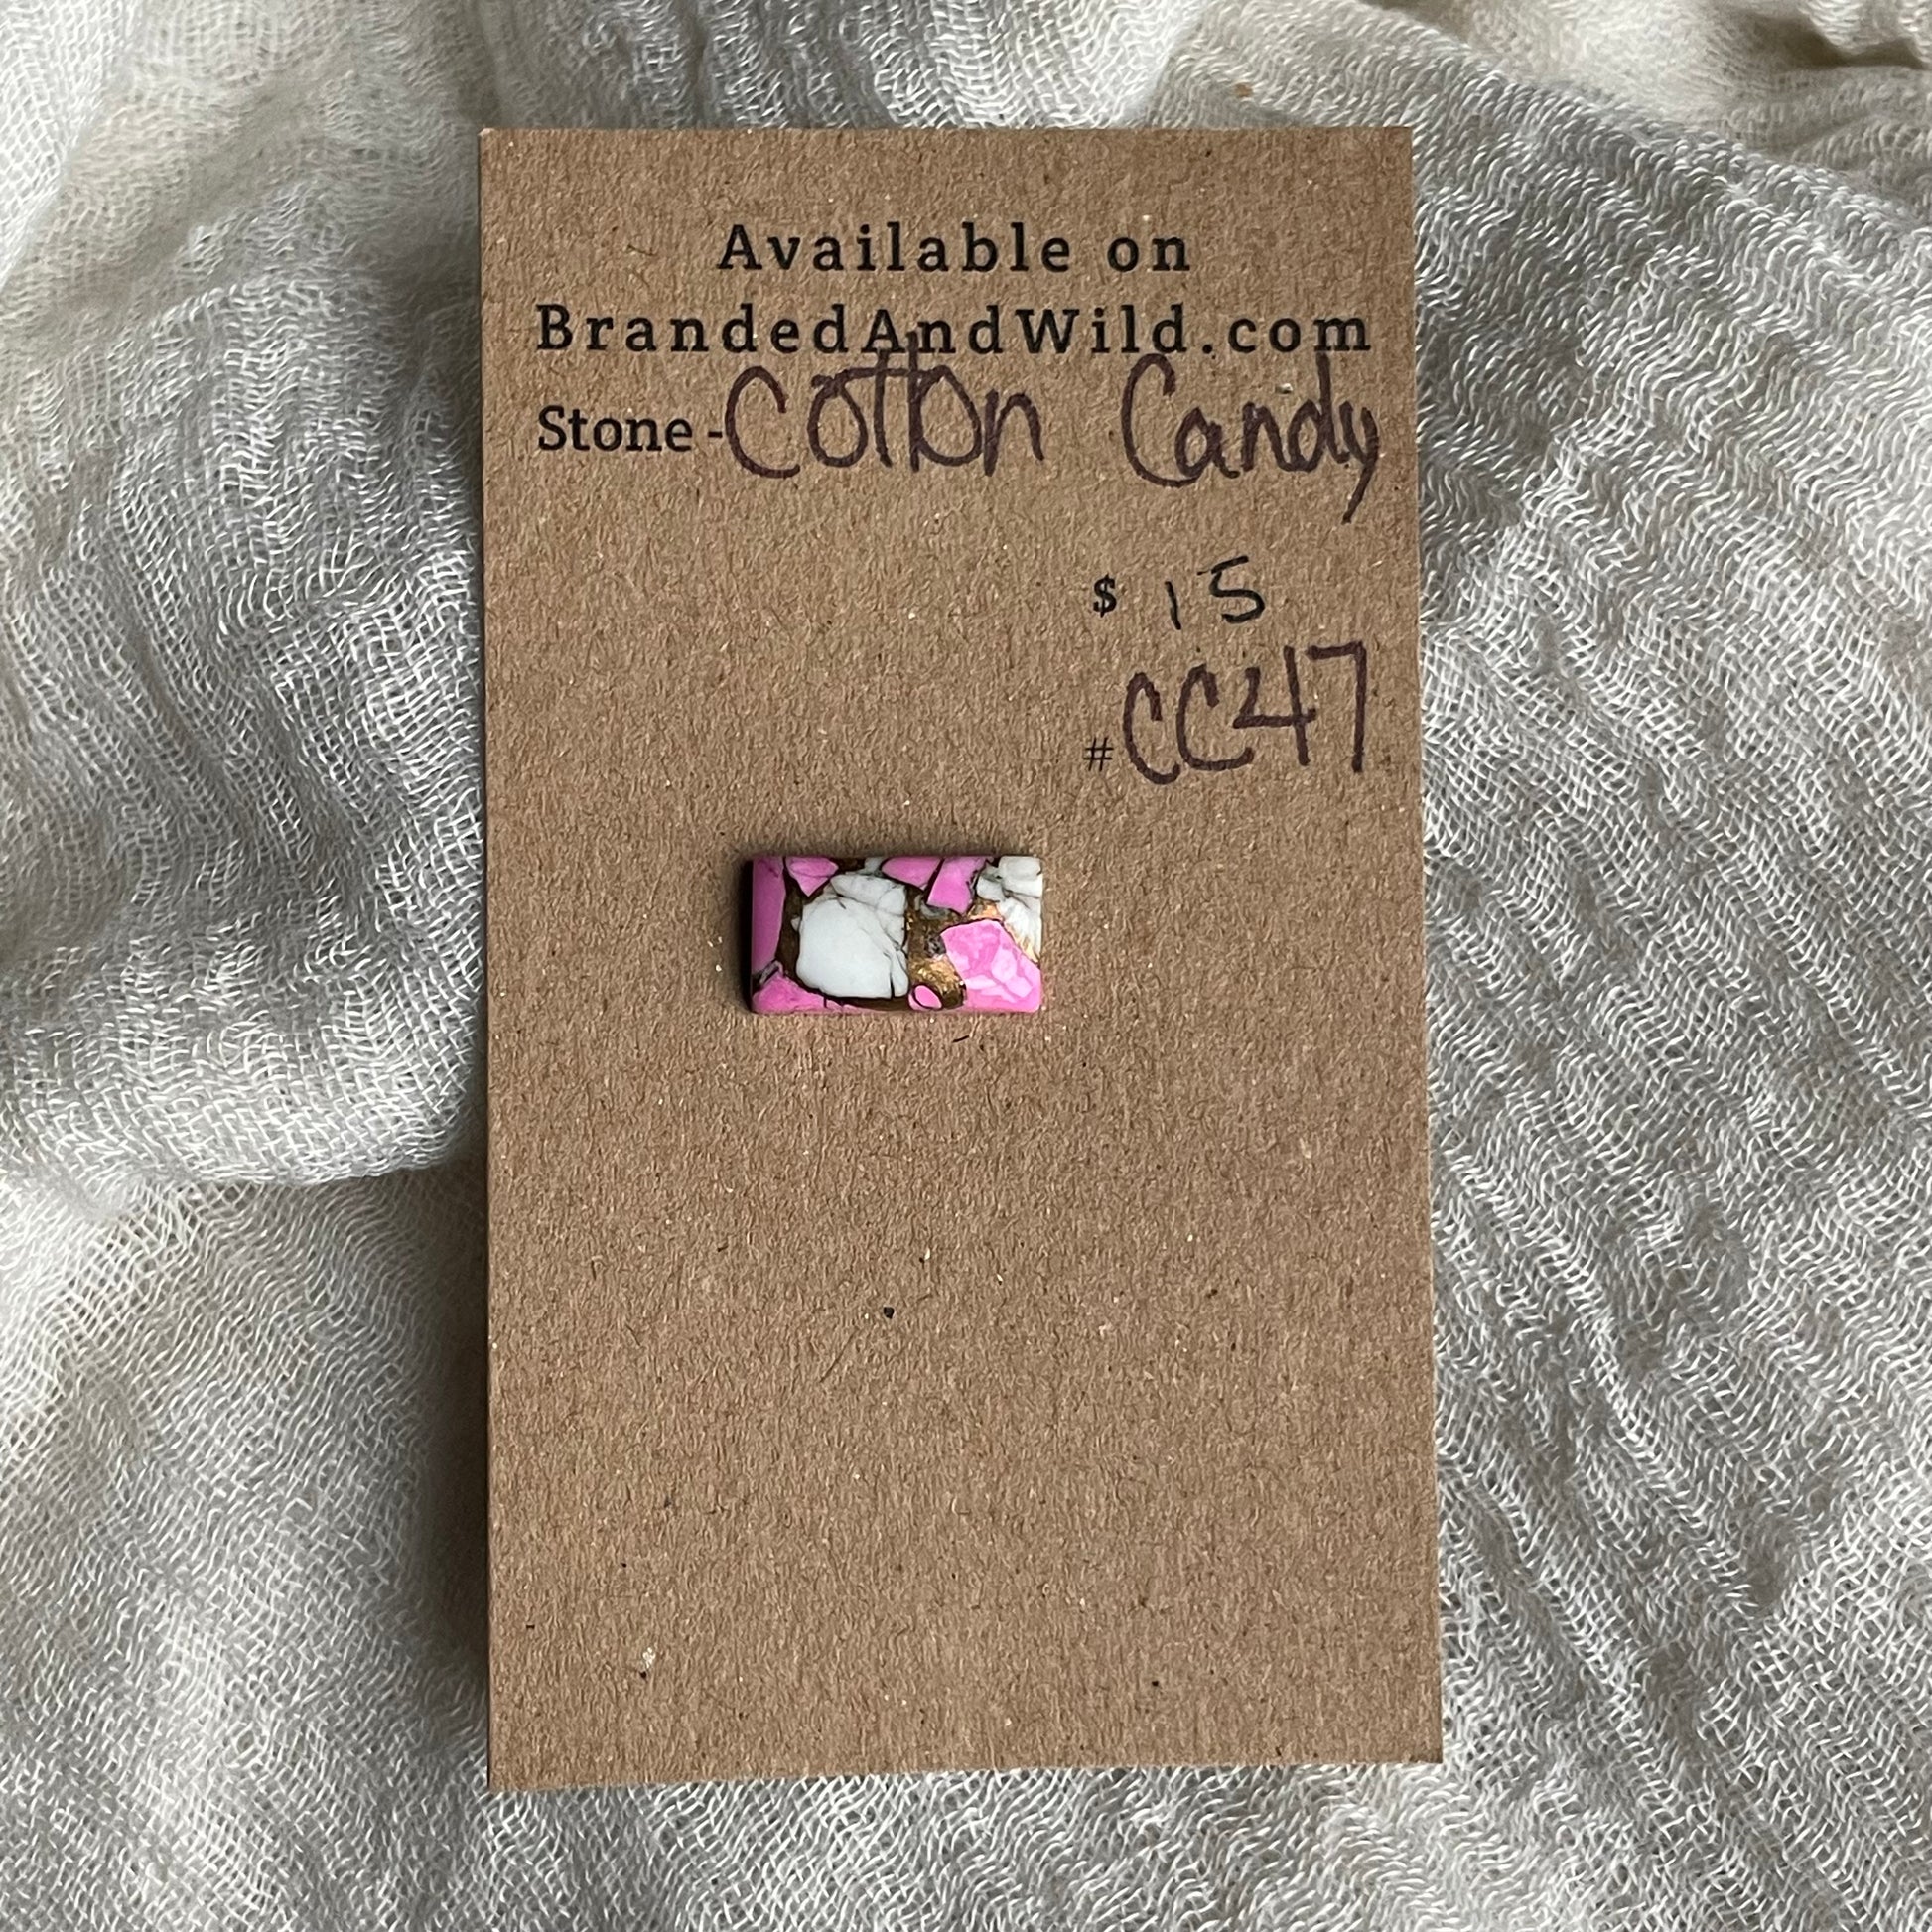 Available on
BrandedAndWild.com
Stone - Cotton Candy
$ 15
# CC47